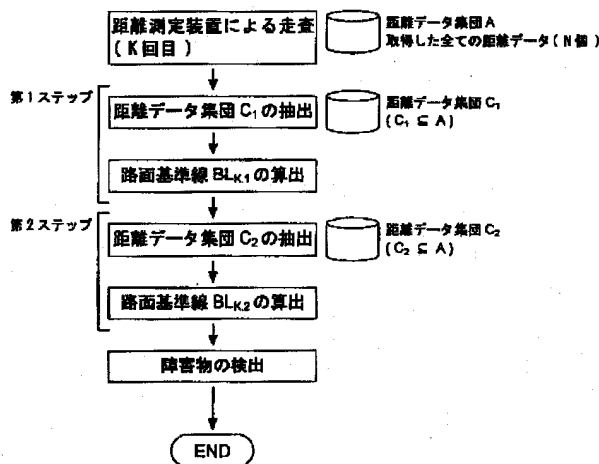 距離測定装置による走査
(K回目)
距離データ集団A
取得した全ての距離データ(N個)
第1ステップ
距離データ集団C₁の抽出
距離データ集団C₁
(C₁ ⊆ A)
路面基準線BL_K,1の算出
第2ステップ
距離データ集団C₂の抽出
距離データ集団C₂
(C₂ ⊆ A)
路面基準線BL_K,2の算出
障害物の検出
END